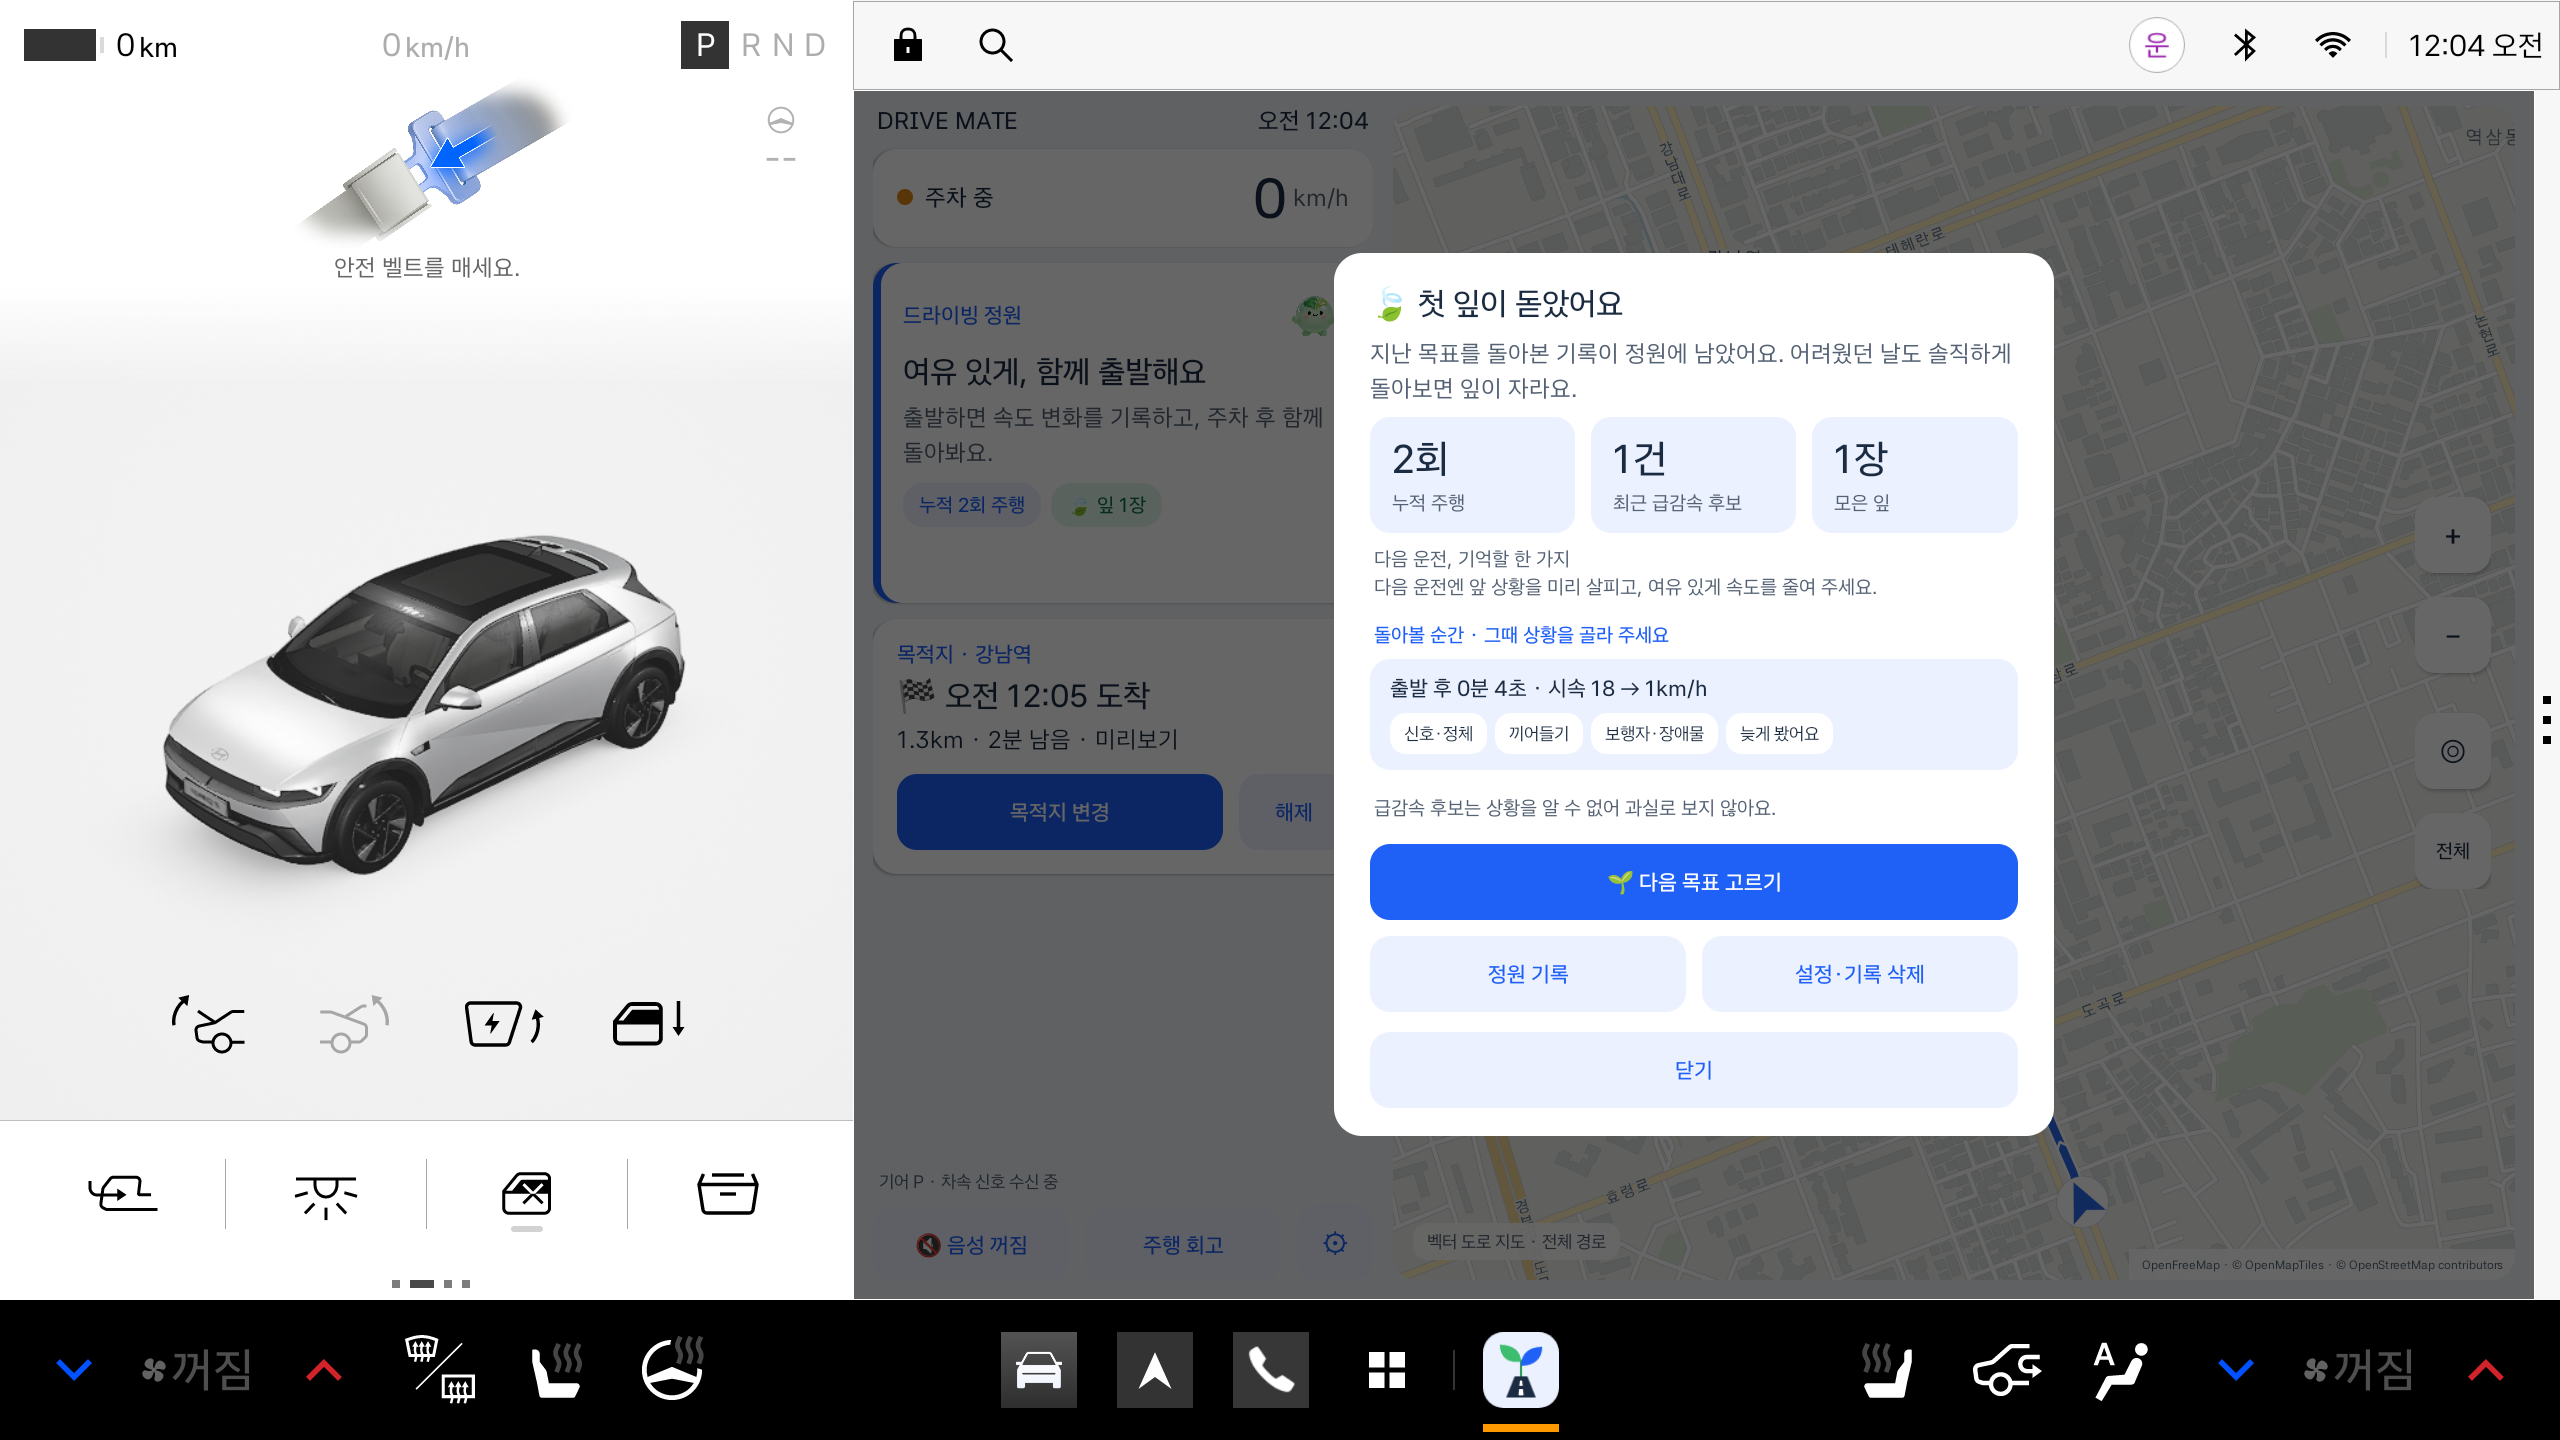 0 km
0 km/h
P R N D
안전 벨트를 매세요.
운
12:04 오전
DRIVE MATE
오전 12:04
주차 중
0 km/h
드라이빙 정원
여유 있게, 함께 출발해요
출발하면 속도 변화를 기록하고, 주차 후 함께
돌아봐요.
누적 2회 주행
잎 1장
목적지 · 강남역
오전 12:05 도착
1.3km · 2분 남음 · 미리보기
목적지 변경
해제
기어 P · 차속 신호 수신 중
음성 꺼짐
주행 회고
첫 잎이 돋았어요
지난 목표를 돌아본 기록이 정원에 남았어요. 어려웠던 날도 솔직하게
돌아보면 잎이 자라요.
2회
누적 주행
1건
최근 급감속 후보
1장
모은 잎
다음 운전, 기억할 한 가지
다음 운전엔 앞 상황을 미리 살피고, 여유 있게 속도를 줄여 주세요.
돌아볼 순간 · 그때 상황을 골라 주세요
출발 후 0분 4초 · 시속 18 → 1km/h
신호·정체
끼어들기
보행자·장애물
늦게 봤어요
급감속 후보는 상황을 알 수 없어 과실로 보지 않아요.
다음 목표 고르기
정원 기록
설정·기록 삭제
닫기
강남대로
테헤란로
도곡로
효령로
+
−
전체
벡터 도로 지도 · 전체 경로
OpenFreeMap · © OpenMapTiles · © OpenStreetMap contributors
꺼짐
A
꺼짐